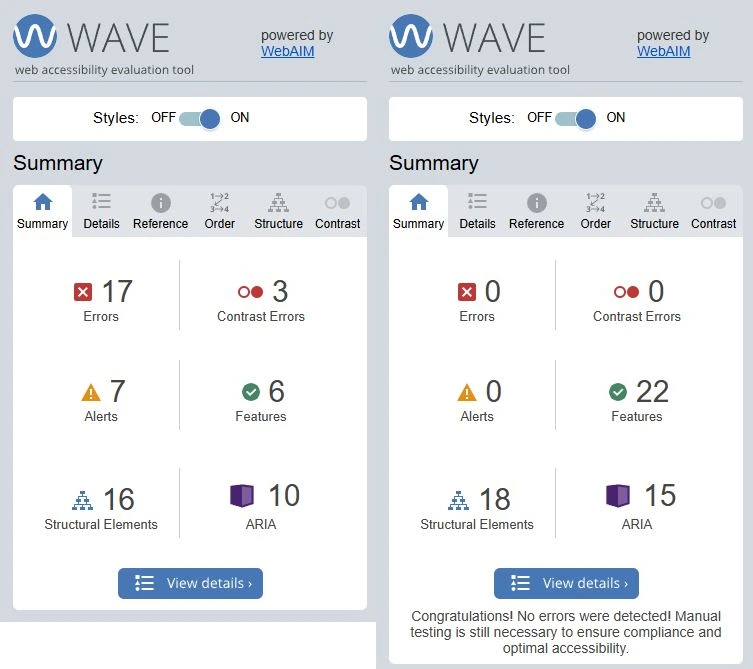 WAVE
powered by
WebAIM
web accessibility evaluation tool
Styles: OFF ON
Summary
Summary Details Reference Order Structure Contrast
17
Errors
3
Contrast Errors
7
Alerts
6
Features
16
Structural Elements
10
ARIA
View details ›
WAVE
powered by
WebAIM
web accessibility evaluation tool
Styles: OFF ON
Summary
Summary Details Reference Order Structure Contrast
0
Errors
0
Contrast Errors
0
Alerts
22
Features
18
Structural Elements
15
ARIA
View details ›
Congratulations! No errors were detected! Manual
testing is still necessary to ensure compliance and
optimal accessibility.